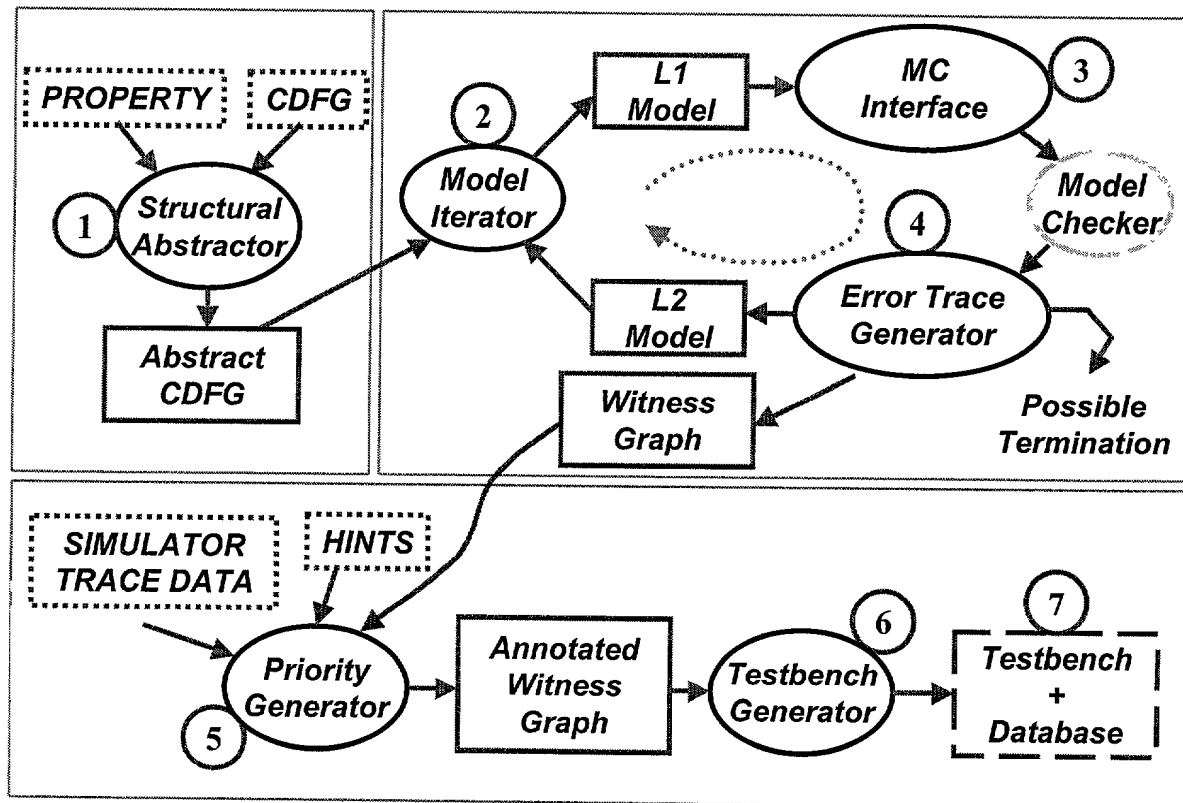 PROPERTY
CDFG
1
Structural
Abstractor
Abstract
CDFG
2
Model
Iterator
L1
Model
MC
Interface
3
Model
Checker
4
Error Trace
Generator
L2
Model
Witness
Graph
Possible
Termination
SIMULATOR
TRACE DATA
HINTS
Priority
Generator
5
Annotated
Witness
Graph
Testbench
Generator
6
7
Testbench
+
Database